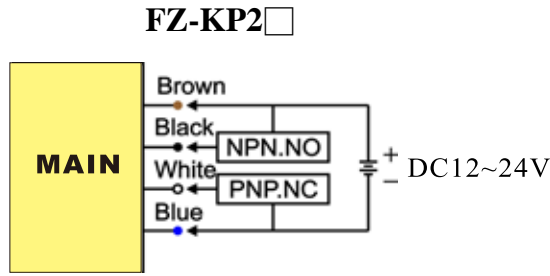 FZ-KP2□
Brown
Black
NPN.NO
MAIN
White
PNP.NC
Blue
+
−
DC12~24V